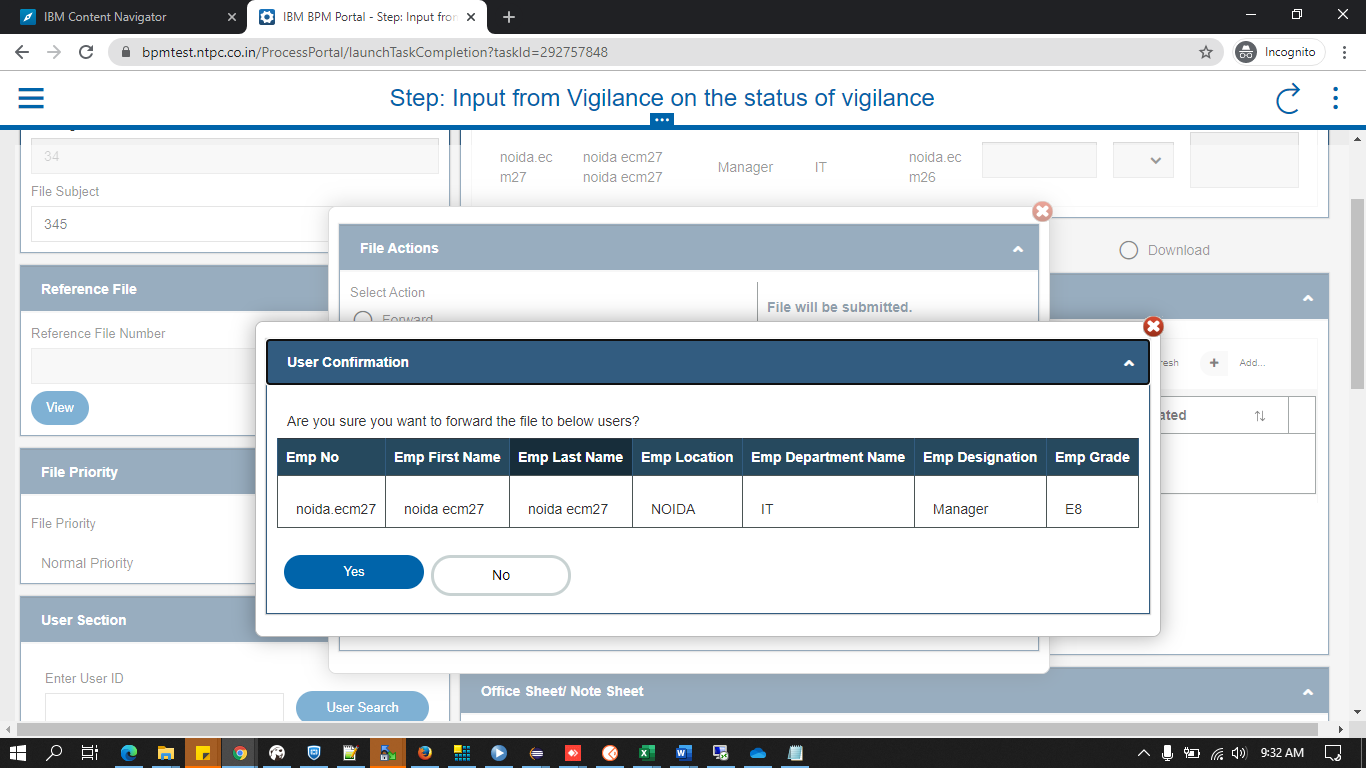 IBM Content Navigator
IBM BPM Portal - Step: Input from
bpmtest.ntpc.co.in/ProcessPortal/launchTaskCompletion?taskId=292757848
Incognito
Step: Input from Vigilance on the status of vigilance
34
File Subject
345
noida.ec
m27
noida ecm27
noida ecm27
Manager
IT
noida.ec
m26
Download
Reference File
Reference File Number
View
File Actions
Select Action
Forward
File will be submitted.
resh
Add...
ated
User Confirmation
Are you sure you want to forward the file to below users?
Emp No Emp First Name Emp Last Name Emp Location Emp Department Name Emp Designation Emp Grade
noida.ecm27 noida ecm27 noida ecm27 NOIDA IT Manager E8
Yes
No
File Priority
File Priority
Normal Priority
User Section
Enter User ID
User Search
Office Sheet/ Note Sheet
9:32 AM